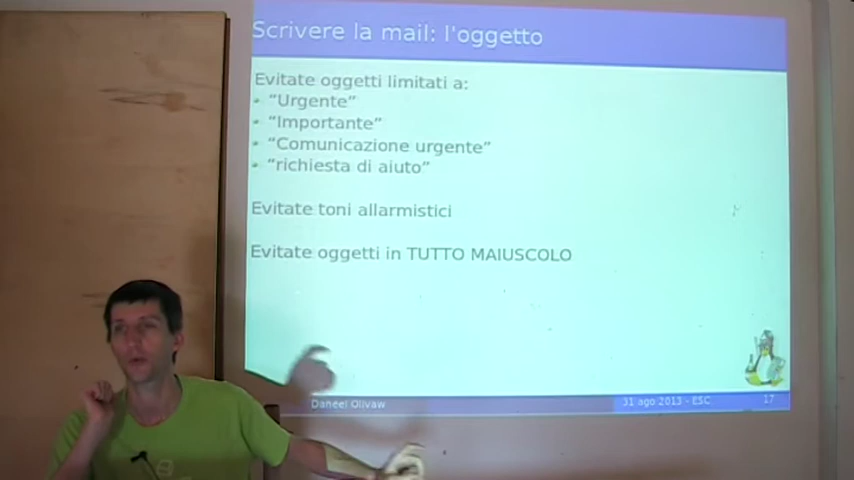 Scrivere la mail: l'oggetto
Evitate oggetti limitati a:
“Urgente”
“Importante”
“Comunicazione urgente”
“richiesta di aiuto”
Evitate toni allarmistici
Evitate oggetti in TUTTO MAIUSCOLO
Daneel Olivaw
31 ago 2013 - ESC
17